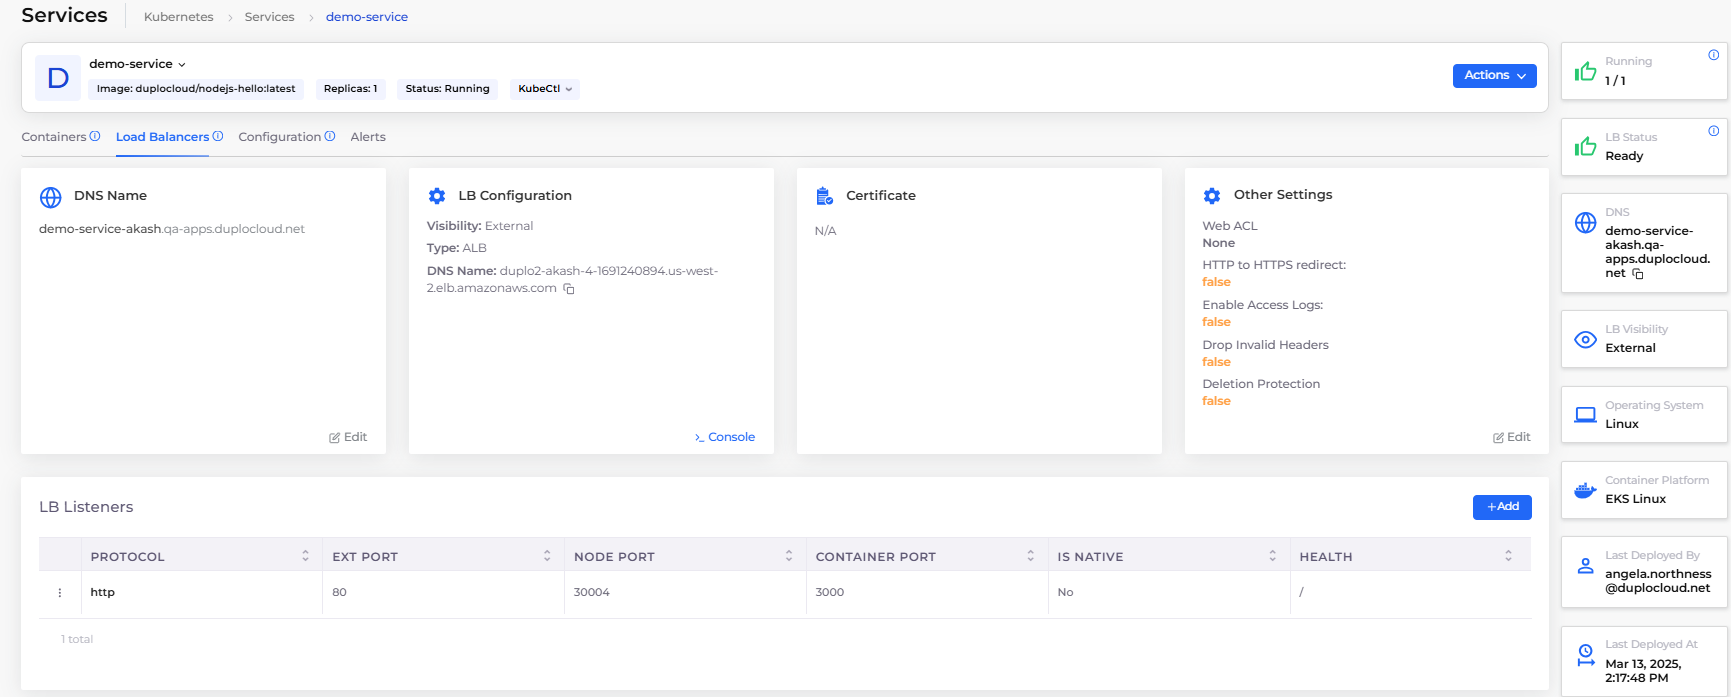 Services
Kubernetes > Services > demo-service
D
demo-service
Image: duplocloud/nodejs-hello:latest
Replicas: 1
Status: Running
KubeCtl
Actions
Containers
Load Balancers
Configuration
Alerts
DNS Name
demo-service-akash.qa-apps.duplocloud.net
Edit
LB Configuration
Visibility: External
Type: ALB
DNS Name: duplo2-akash-4-1691240894.us-west-
2.elb.amazonaws.com
Console
Certificate
N/A
Other Settings
Web ACL
None
HTTP to HTTPS redirect:
false
Enable Access Logs:
false
Drop Invalid Headers
false
Deletion Protection
false
Edit
LB Listeners
+Add
PROTOCOL EXT PORT NODE PORT CONTAINER PORT IS NATIVE HEALTH
http 80 30004 3000 No /
1 total
Running
1 / 1
LB Status
Ready
DNS
demo-service-
akash.qa-
apps.duplocloud.
net
LB Visibility
External
Operating System
Linux
Container Platform
EKS Linux
Last Deployed By
angela.northness
@duplocloud.net
Last Deployed At
Mar 13, 2025,
2:17:48 PM